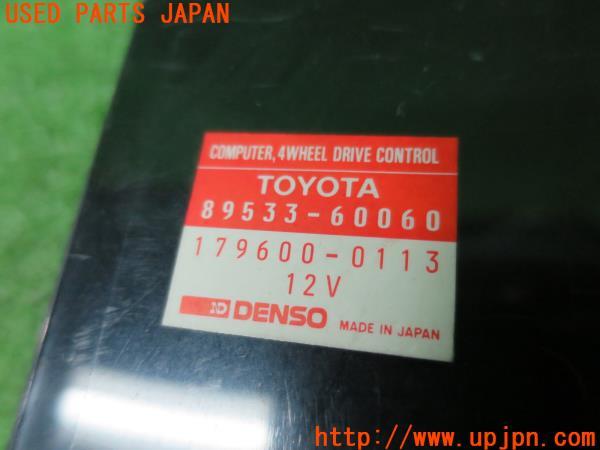 USED PARTS JAPAN
COMPUTER, 4WHEEL DRIVE CONTROL
TOYOTA
89533-60060
179600-0113
12V
ND DENSO MADE IN JAPAN
http://www.upjpn.com/